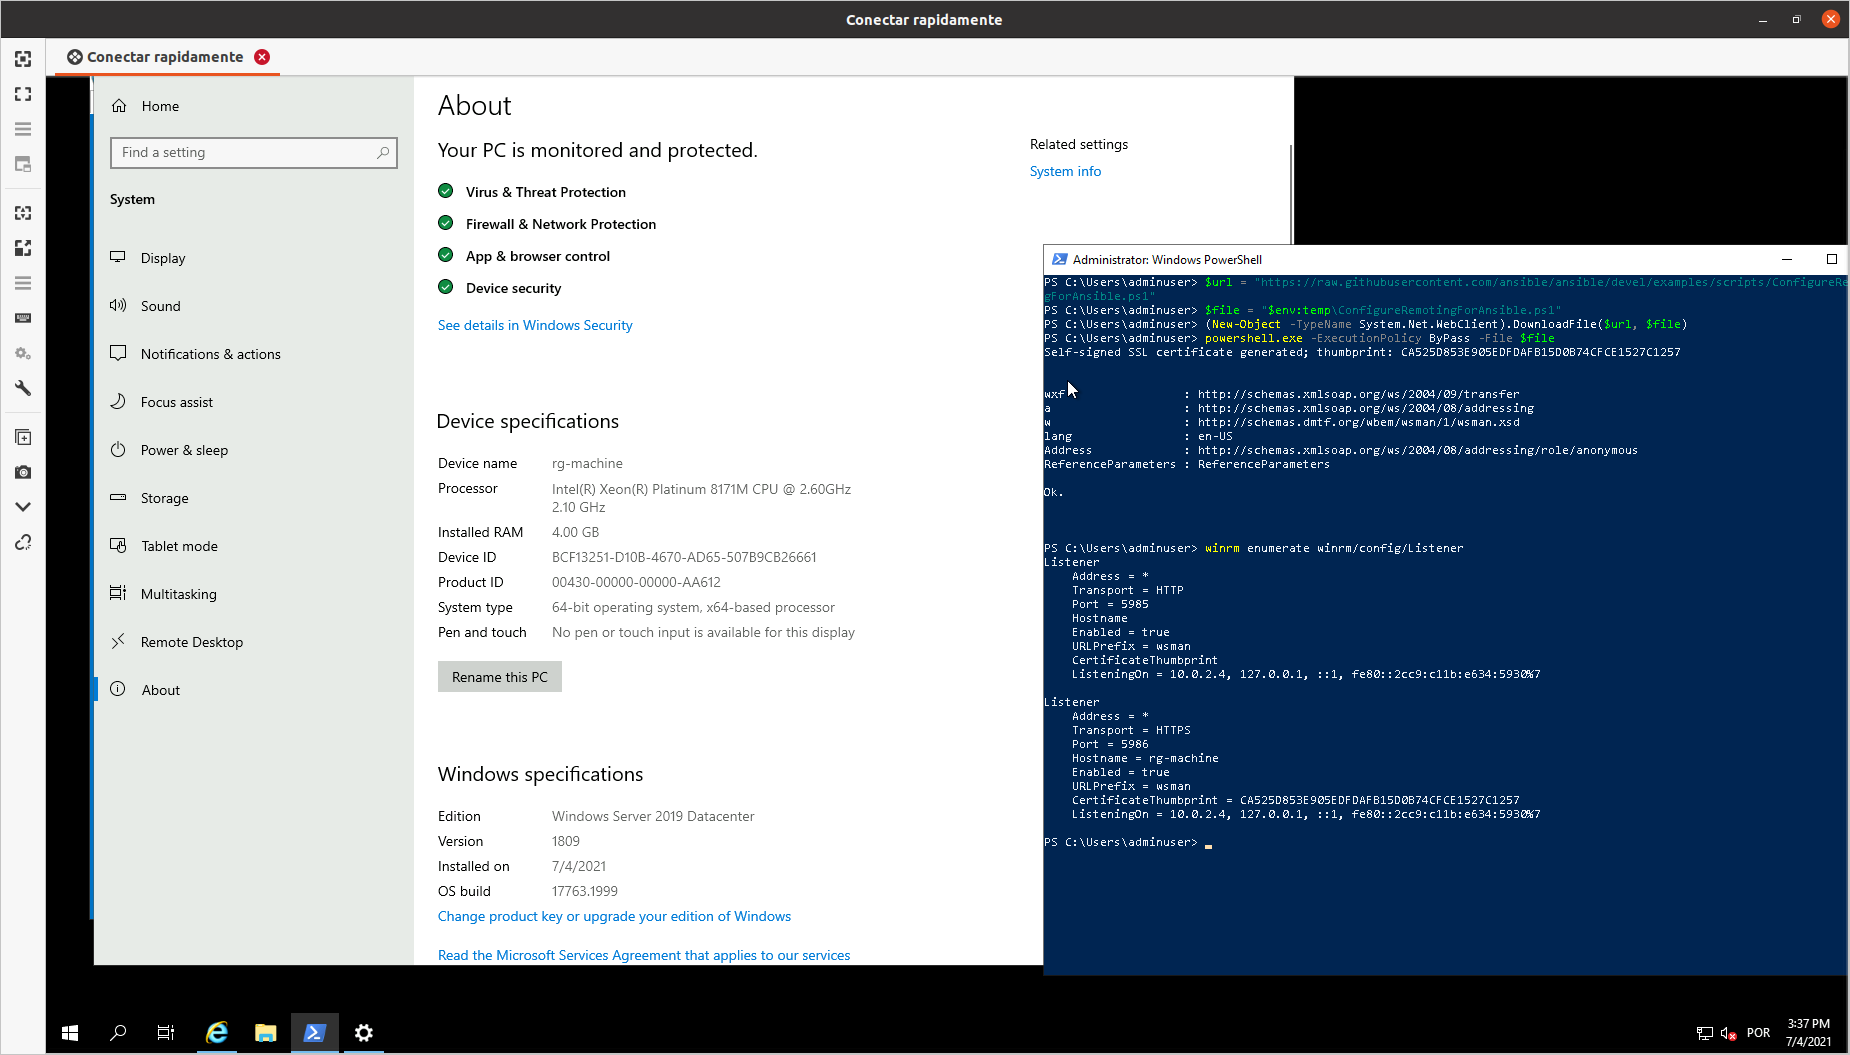 Conectar rapidamente
Conectar rapidamente
Home
Find a setting
System
Display
Sound
Notifications & actions
Focus assist
Power & sleep
Storage
Tablet mode
Multitasking
Remote Desktop
About
About
Your PC is monitored and protected.
Virus & Threat Protection
Firewall & Network Protection
App & browser control
Device security
See details in Windows Security
Device specifications
Device name rg-machine
Processor Intel(R) Xeon(R) Platinum 8171M CPU @ 2.60GHz
2.10 GHz
Installed RAM 4.00 GB
Device ID BCF13251-D10B-4670-AD65-507B9CB26661
Product ID 00430-00000-00000-AA612
System type 64-bit operating system, x64-based processor
Pen and touch No pen or touch input is available for this display
Rename this PC
Windows specifications
Edition Windows Server 2019 Datacenter
Version 1809
Installed on 7/4/2021
OS build 17763.1999
Change product key or upgrade your edition of Windows
Read the Microsoft Services Agreement that applies to our services
Related settings
System info
Administrator: Windows PowerShell
PS C:\Users\adminuser> $url = "https://raw.githubusercontent.com/ansible/ansible/devel/examples/scripts/ConfigureRe
gForAnsible.ps1"
PS C:\Users\adminuser> $file = "$env:temp\ConfigureRemotingForAnsible.ps1"
PS C:\Users\adminuser> (New-Object -TypeName System.Net.WebClient).DownloadFile($url, $file)
PS C:\Users\adminuser> powershell.exe -ExecutionPolicy ByPass -File $file
Self-signed SSL certificate generated; thumbprint: CA525D853E905EDFDAFB15D0B74CFCE1527C1257
wxf : http://schemas.xmlsoap.org/ws/2004/09/transfer
a : http://schemas.xmlsoap.org/ws/2004/08/addressing
w : http://schemas.dmtf.org/wbem/wsman/1/wsman.xsd
lang : en-US
Address : http://schemas.xmlsoap.org/ws/2004/08/addressing/role/anonymous
ReferenceParameters : ReferenceParameters
Ok.
PS C:\Users\adminuser> winrm enumerate winrm/config/Listener
Listener
Address = *
Transport = HTTP
Port = 5985
Hostname
Enabled = true
URLPrefix = wsman
CertificateThumbprint
ListeningOn = 10.0.2.4, 127.0.0.1, ::1, fe80::2cc9:c11b:e634:5930%7
Listener
Address = *
Transport = HTTPS
Port = 5986
Hostname = rg-machine
Enabled = true
URLPrefix = wsman
CertificateThumbprint = CA525D853E905EDFDAFB15D0B74CFCE1527C1257
ListeningOn = 10.0.2.4, 127.0.0.1, ::1, fe80::2cc9:c11b:e634:5930%7
PS C:\Users\adminuser>
POR
3:37 PM
7/4/2021